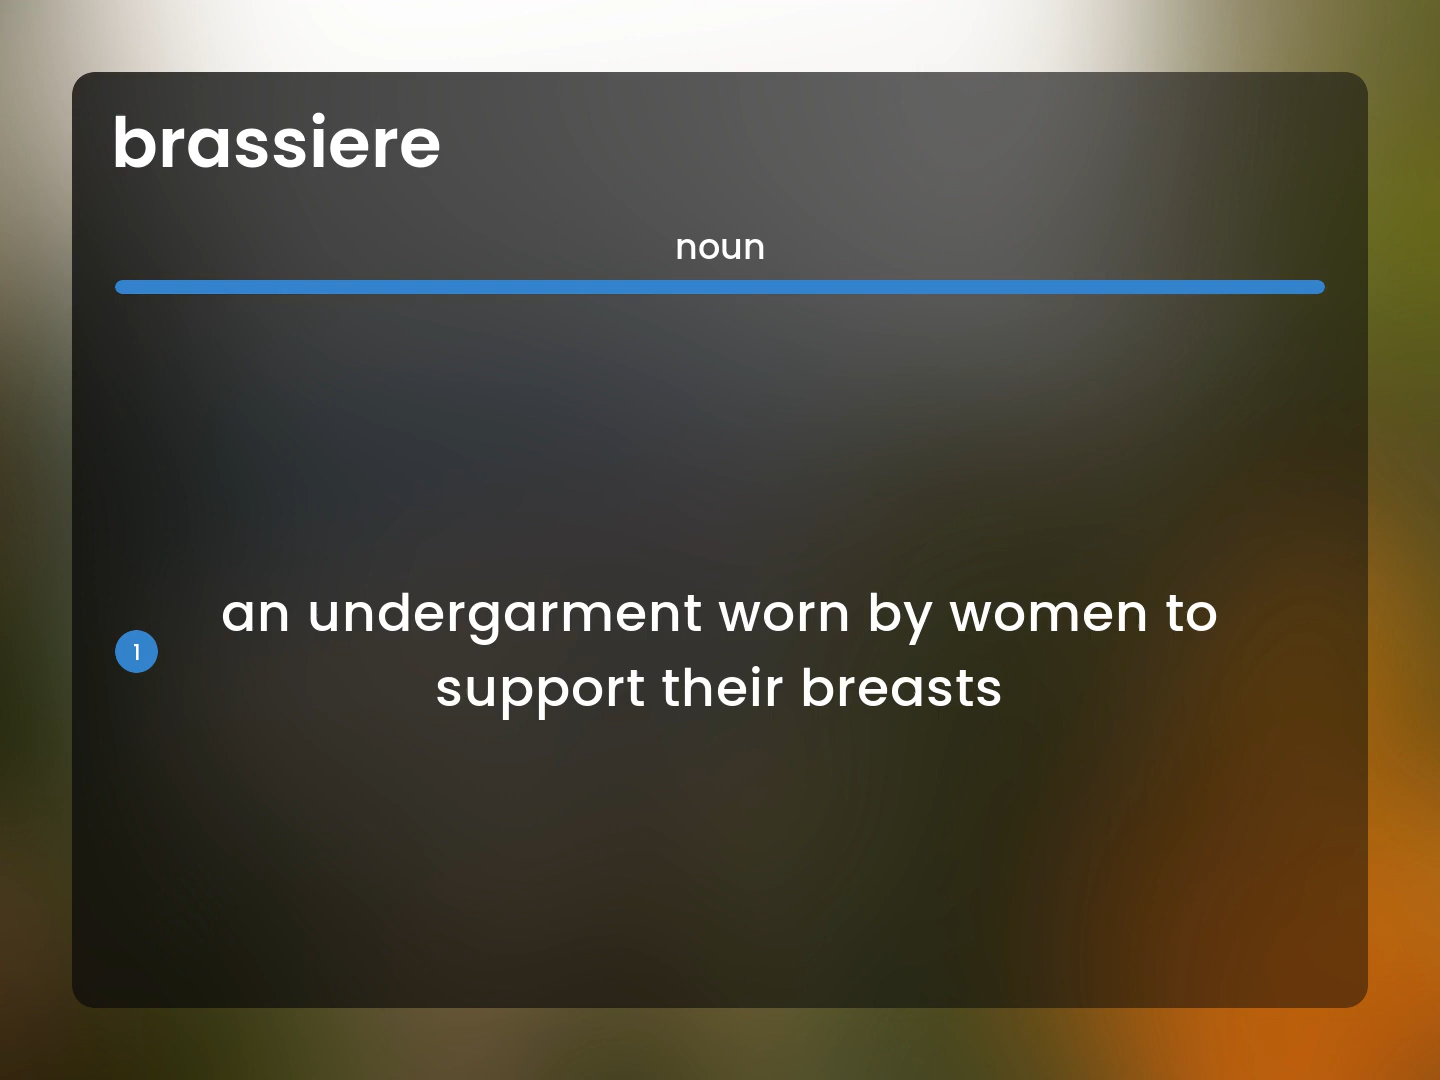 brassiere
noun
1
an undergarment worn by women to
support their breasts